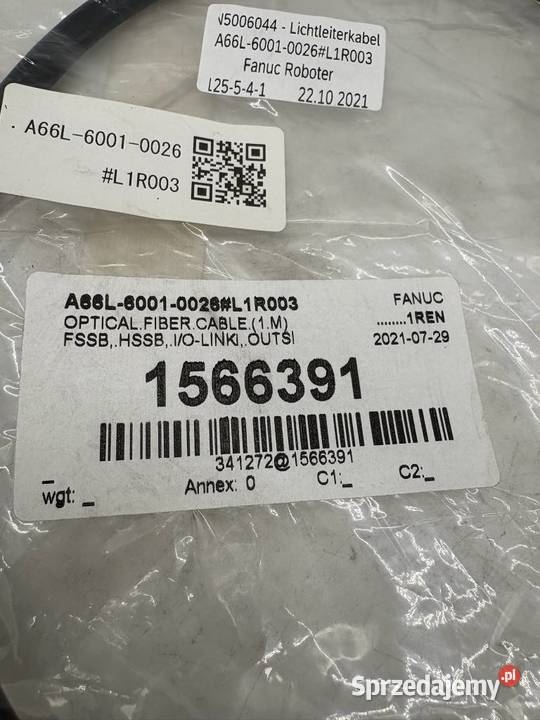 N5006044 - Lichtleiterkabel
A66L-6001-0026#L1R003
Fanuc Roboter
L25-5-4-1 22.10 2021
. A66L-6001-0026
#L1R003
A66L-6001-0026#L1R003 FANUC
OPTICAL.FIBER.CABLE.(1.M) ........1REN
FSSB,.HSSB,.I/O-LINKi,.OUTSI 2021-07-29
1566391
341272@1566391
_
wgt: _ Annex: 0 C1:_ C2:_
Sprzedajemy.pl